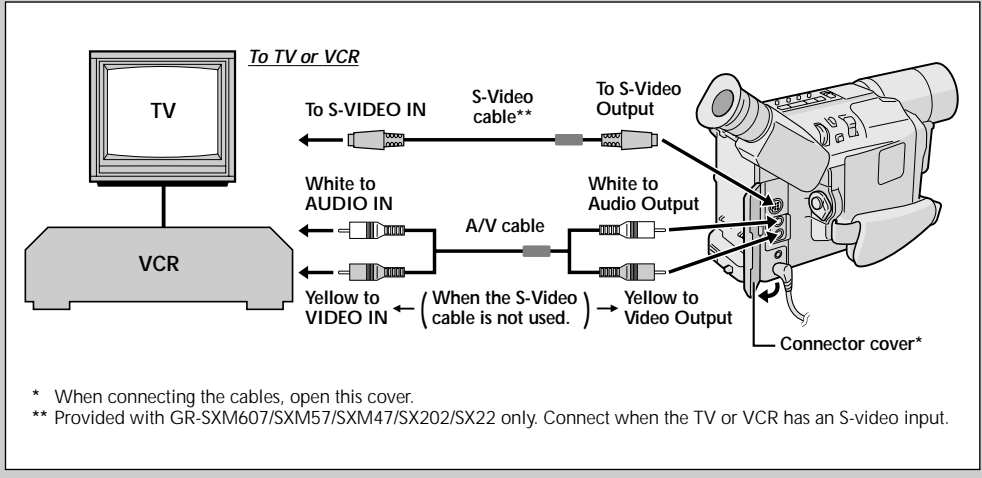 To TV or VCR
TV
VCR
To S-VIDEO IN
S-Video
cable**
To S-Video
Output
White to
AUDIO IN
A/V cable
White to
Audio Output
Yellow to
VIDEO IN
(When the S-Video
cable is not used.)
Yellow to
Video Output
Connector cover*
* When connecting the cables, open this cover.
** Provided with GR-SXM607/SXM57/SXM47/SX202/SX22 only. Connect when the TV or VCR has an S-video input.